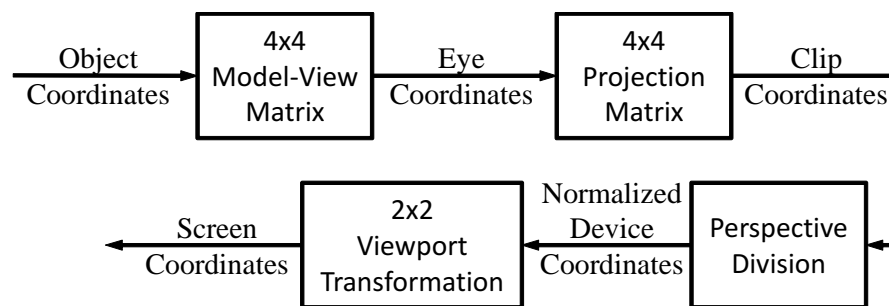 Object
Coordinates
4x4
Model-View
Matrix
Eye
Coordinates
4x4
Projection
Matrix
Clip
Coordinates
Screen
Coordinates
2x2
Viewport
Transformation
Normalized
Device
Coordinates
Perspective
Division